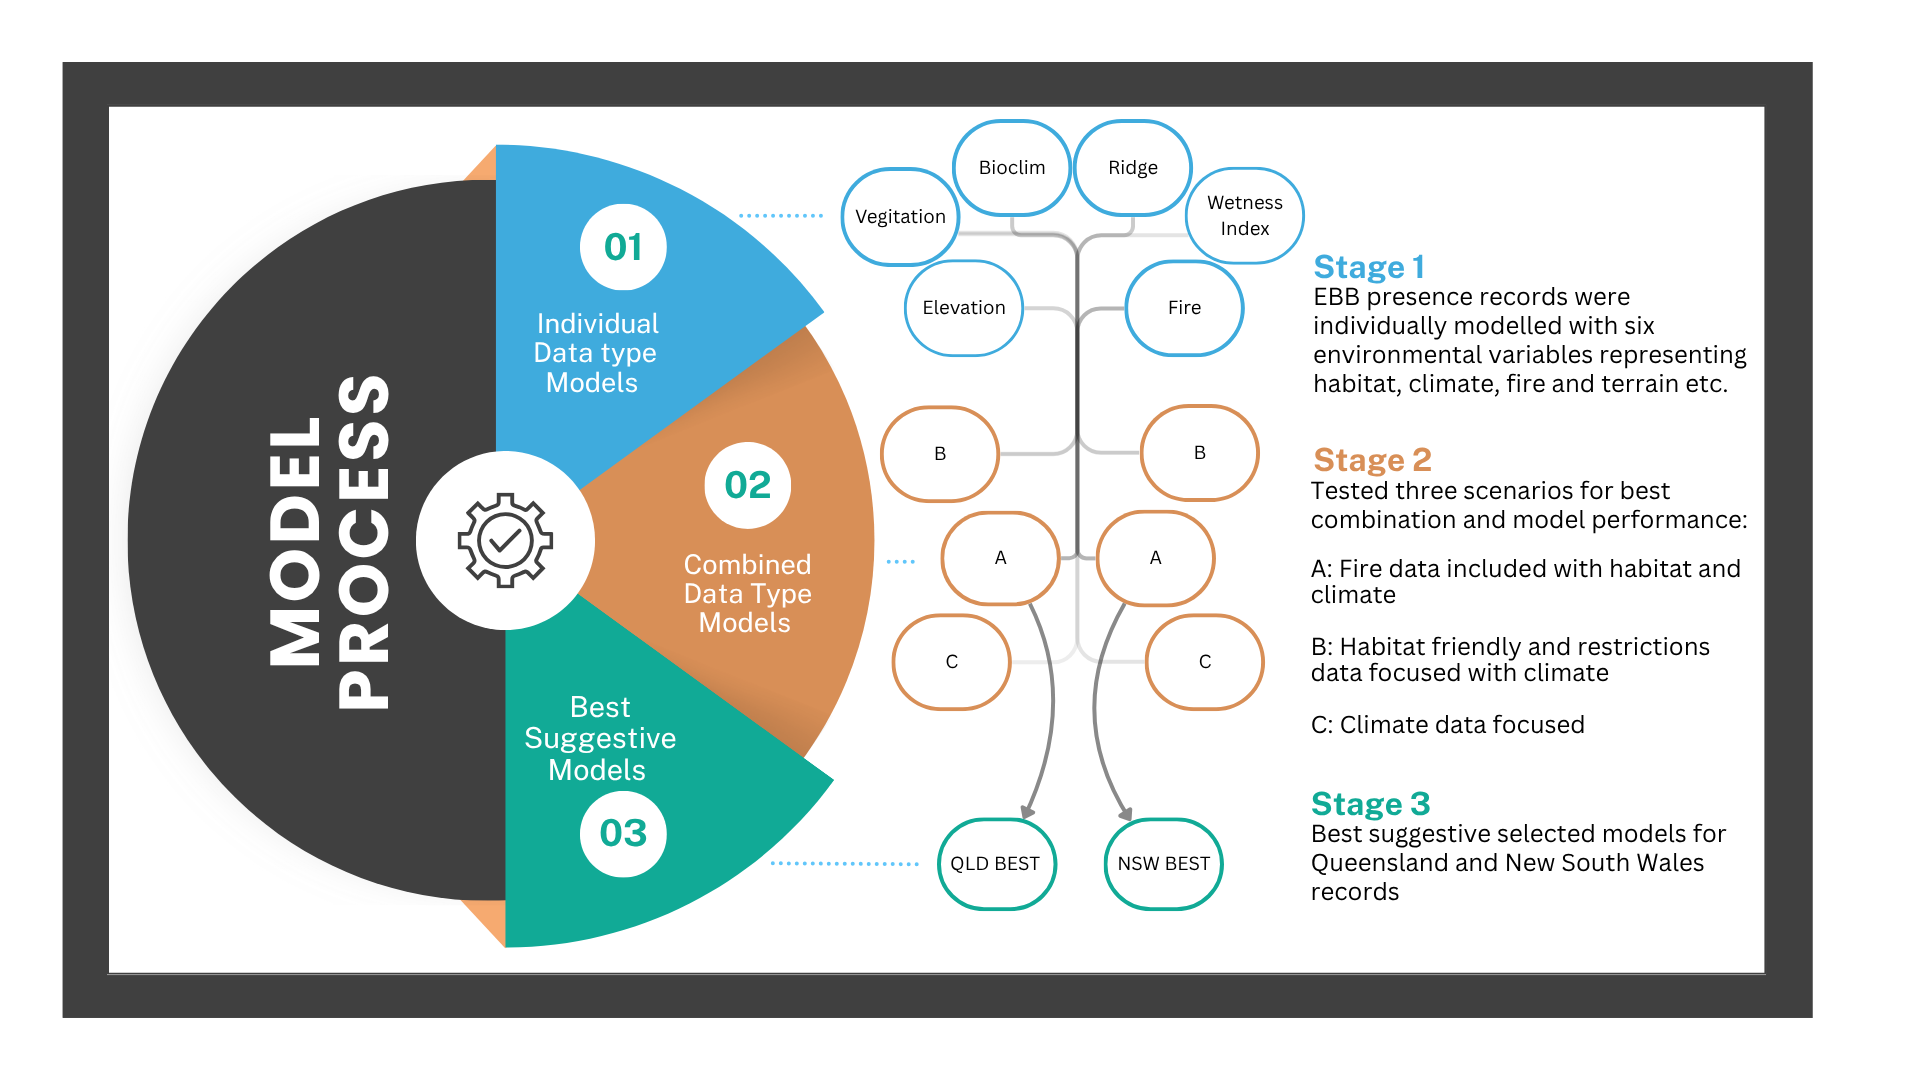 MODEL
PROCESS
01
Individual
Data type
Models
02
Combined
Data Type
Models
Best
Suggestive
Models
03
Bioclim
Ridge
Vegitation
Wetness
Index
Elevation
Fire
B
B
A
A
C
C
QLD BEST
NSW BEST
Stage 1
EBB presence records were
individually modelled with six
environmental variables representing
habitat, climate, fire and terrain etc.
Stage 2
Tested three scenarios for best
combination and model performance:
A: Fire data included with habitat and
climate
B: Habitat friendly and restrictions
data focused with climate
C: Climate data focused
Stage 3
Best suggestive selected models for
Queensland and New South Wales
records